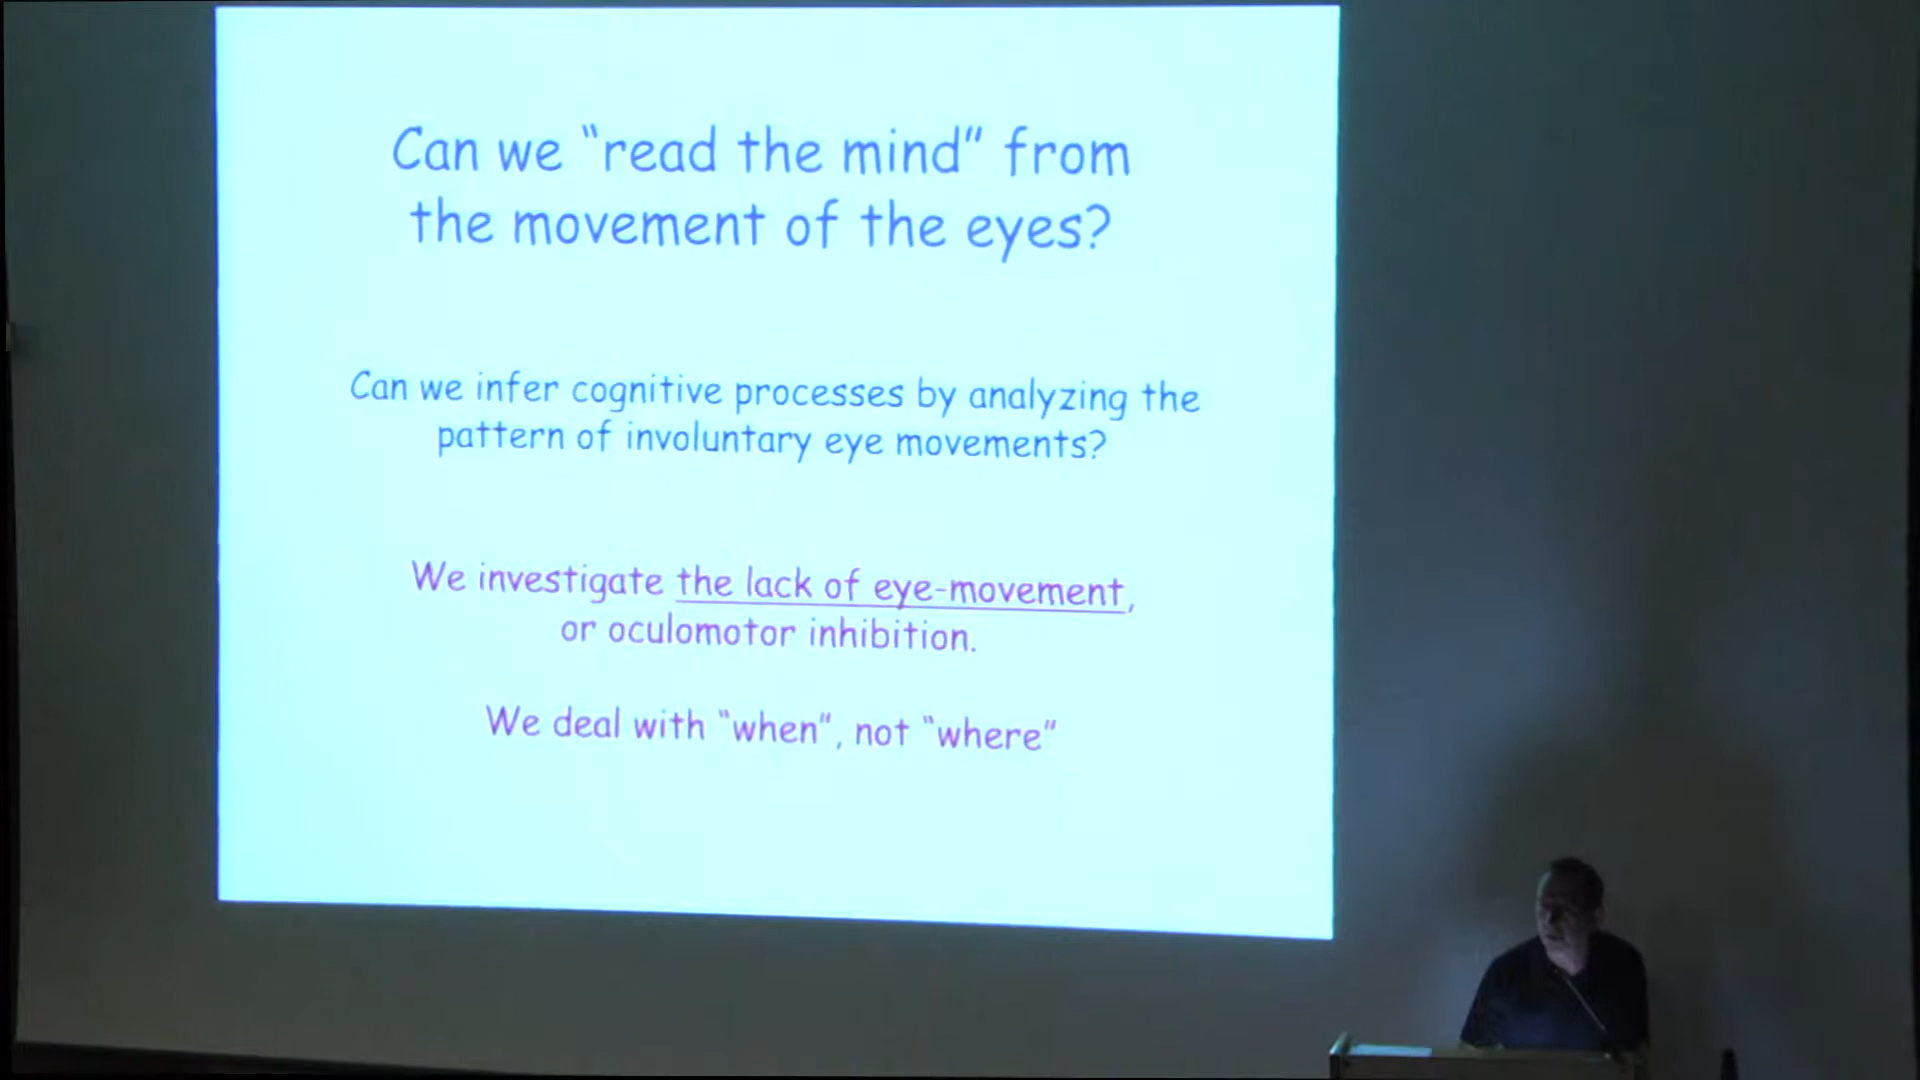 Can we “read the mind” from
the movement of the eyes?
Can we infer cognitive processes by analyzing the
pattern of involuntary eye movements?
We investigate the lack of eye-movement,
or oculomotor inhibition.
We deal with “when”, not “where”